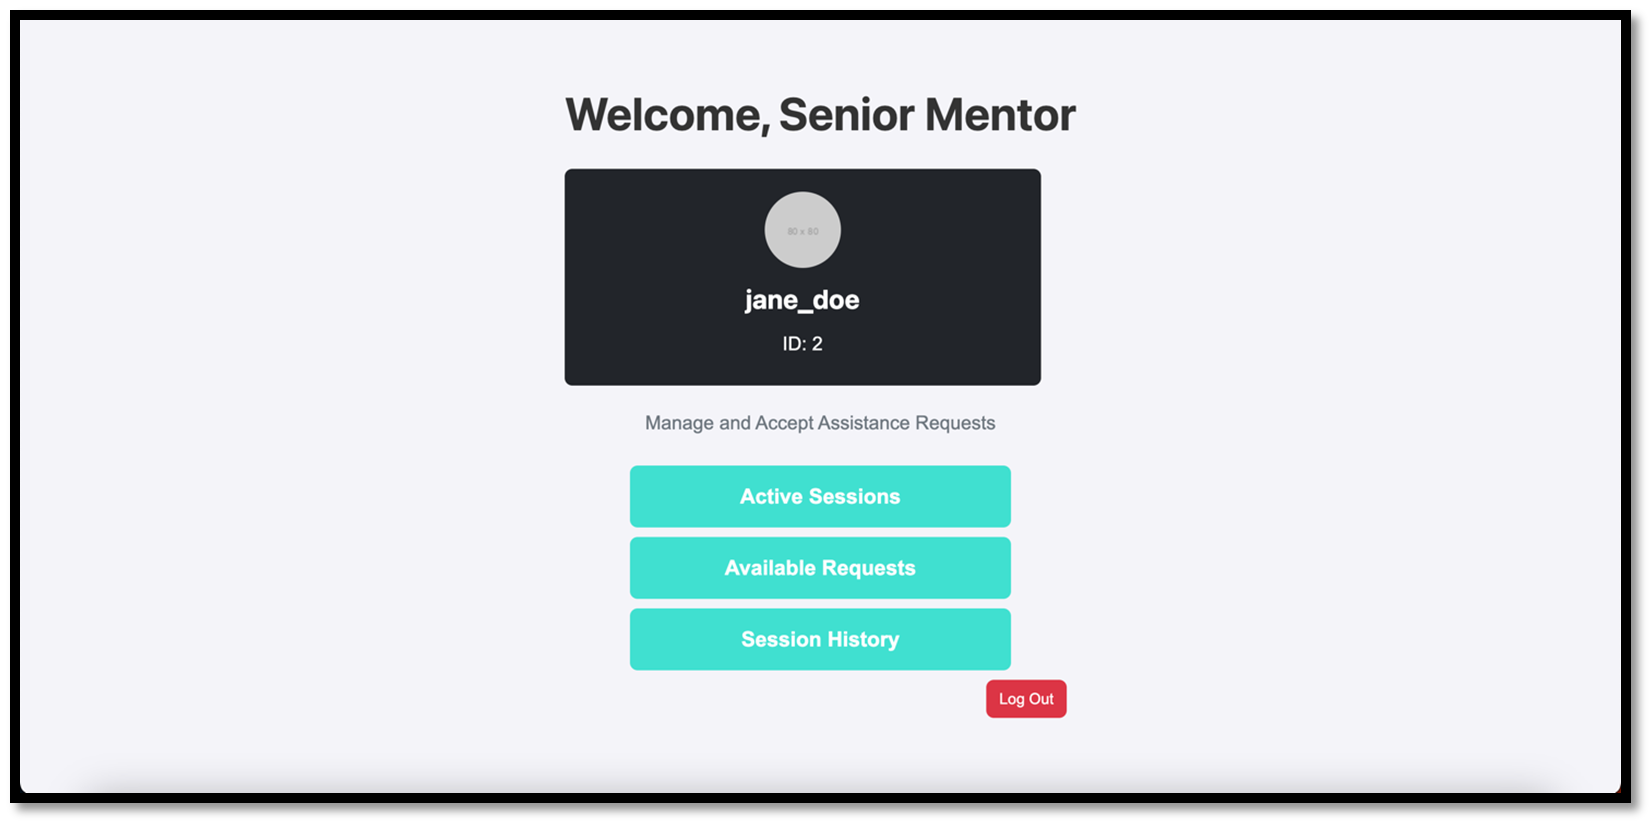 Welcome, Senior Mentor
80 x 80
jane_doe
ID: 2
Manage and Accept Assistance Requests
Active Sessions
Available Requests
Session History
Log Out